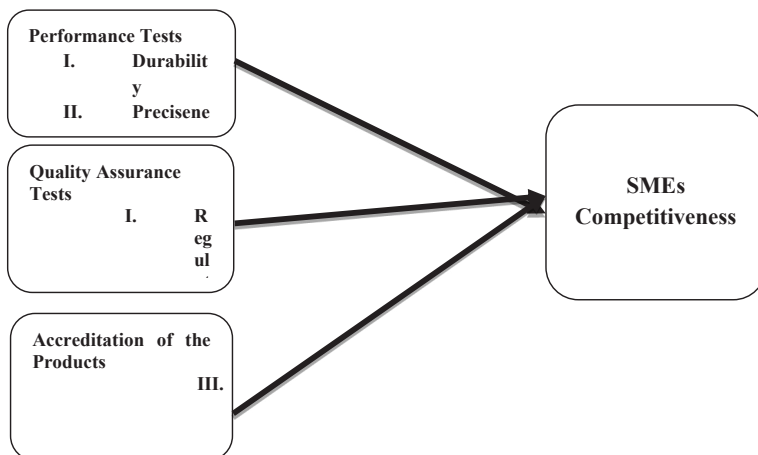 Performance Tests
I. Durabilit
y
II. Precisene
Quality Assurance
Tests
I. R
eg
ul
Accreditation of the
Products
III.
SMEs
Competitiveness